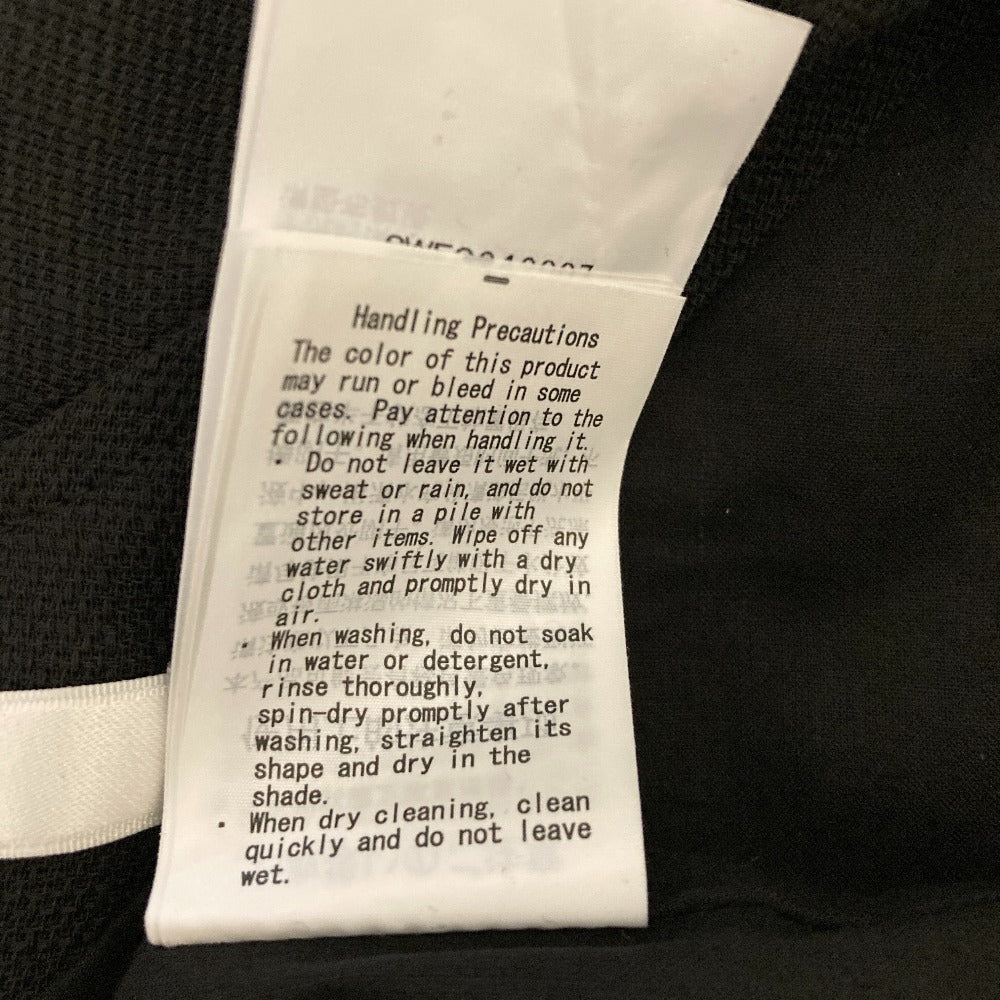 Handling Precautions
The color of this product
may run or bleed in some
cases. Pay attention to the
following when handling it.
・ Do not leave it wet with
sweat or rain, and do not
store in a pile with
other items. Wipe off any
water swiftly with a dry
cloth and promptly dry in
air.
・ When washing, do not soak
in water or detergent,
rinse thoroughly,
spin-dry promptly after
washing, straighten its
shape and dry in the
shade.
・ When dry cleaning, clean
quickly and do not leave
wet.